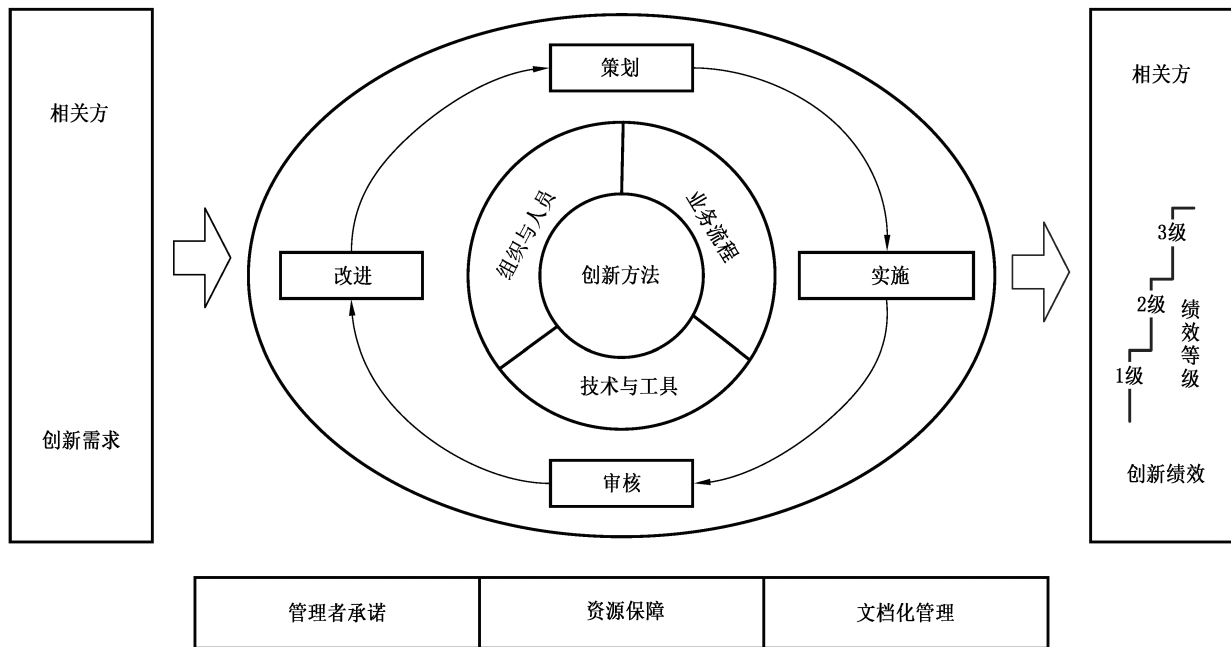 相关方
创新需求
策划
组织与人员
业务流程
改进
创新方法
实施
技术与工具
审核
相关方
3级
2级
绩效等级
1级
创新绩效
管理者承诺
资源保障
文档化管理